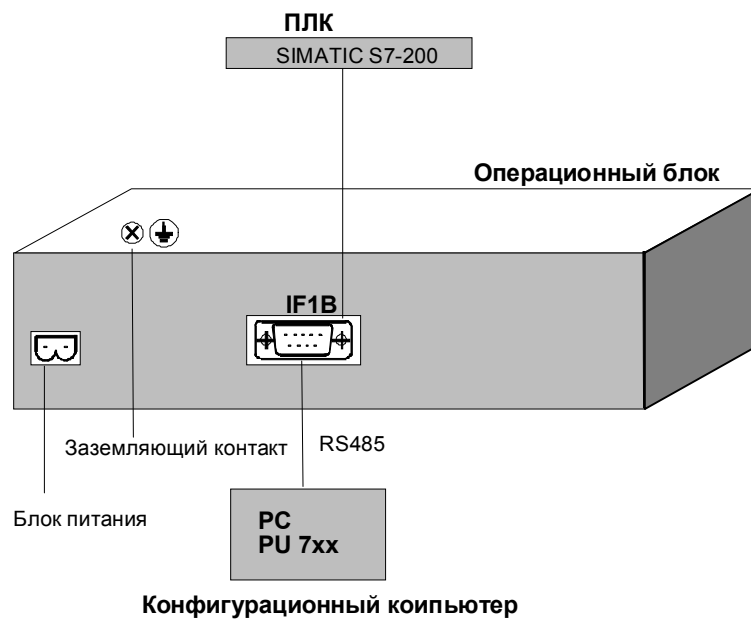 ПЛК
SIMATIC S7-200
Операционный блок
IF1B
Заземляющий контакт
RS485
Блок питания
PC
PU 7xx
Конфигурационный коипьютер